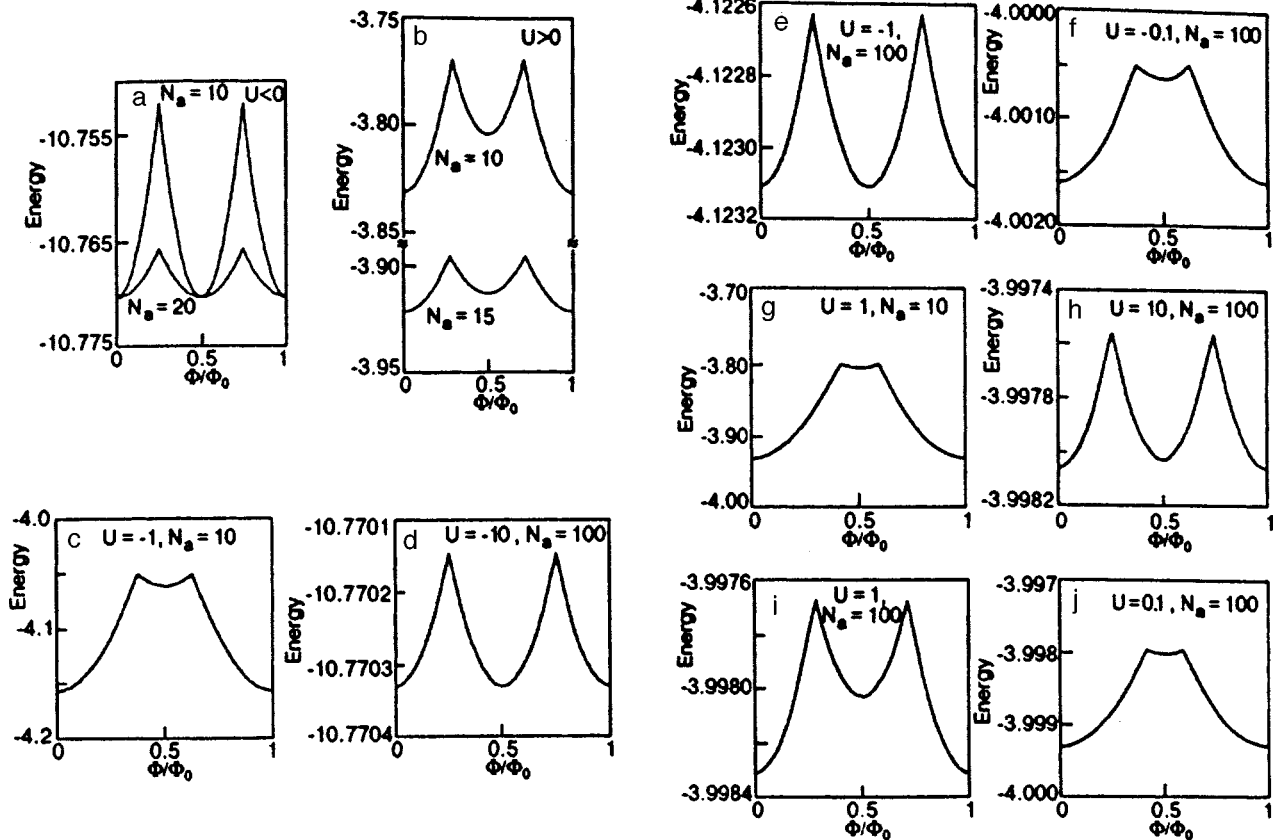 a
N_a = 10 U<0
-10.755
-10.765
-10.775
Energy
N_a = 20
0 0.5 1
Φ/Φ_0
b
U>0
-3.75
-3.80
-3.85
-3.90
-3.95
Energy
N_a = 10
N_a = 15
0 0.5 1
Φ/Φ_0
c
U = -1, N_a = 10
-4.0
-4.1
-4.2
Energy
0 0.5 1
Φ/Φ_0
d
U = -10, N_a = 100
-10.7701
-10.7702
-10.7703
-10.7704
Energy
0 0.5 1
Φ/Φ_0
e
U = -1,
N_a = 100
-4.1226
-4.1228
-4.1230
-4.1232
Energy
0 0.5 1
Φ/Φ_0
f
U = -0.1, N_a = 100
-4.0000
-4.0010
-4.0020
Energy
0 0.5 1
Φ/Φ_0
g
U = 1, N_a = 10
-3.70
-3.80
-3.90
-4.00
Energy
0 0.5 1
Φ/Φ_0
h
U = 10, N_a = 100
-3.9974
-3.9978
-3.9982
Energy
0 0.5 1
Φ/Φ_0
i
U = 1,
N_a = 100
-3.9976
-3.9980
-3.9984
Energy
0 0.5 1
Φ/Φ_0
j
U=0.1, N_a = 100
-3.997
-3.998
-3.999
-4.000
Energy
0 0.5 1
Φ/Φ_0